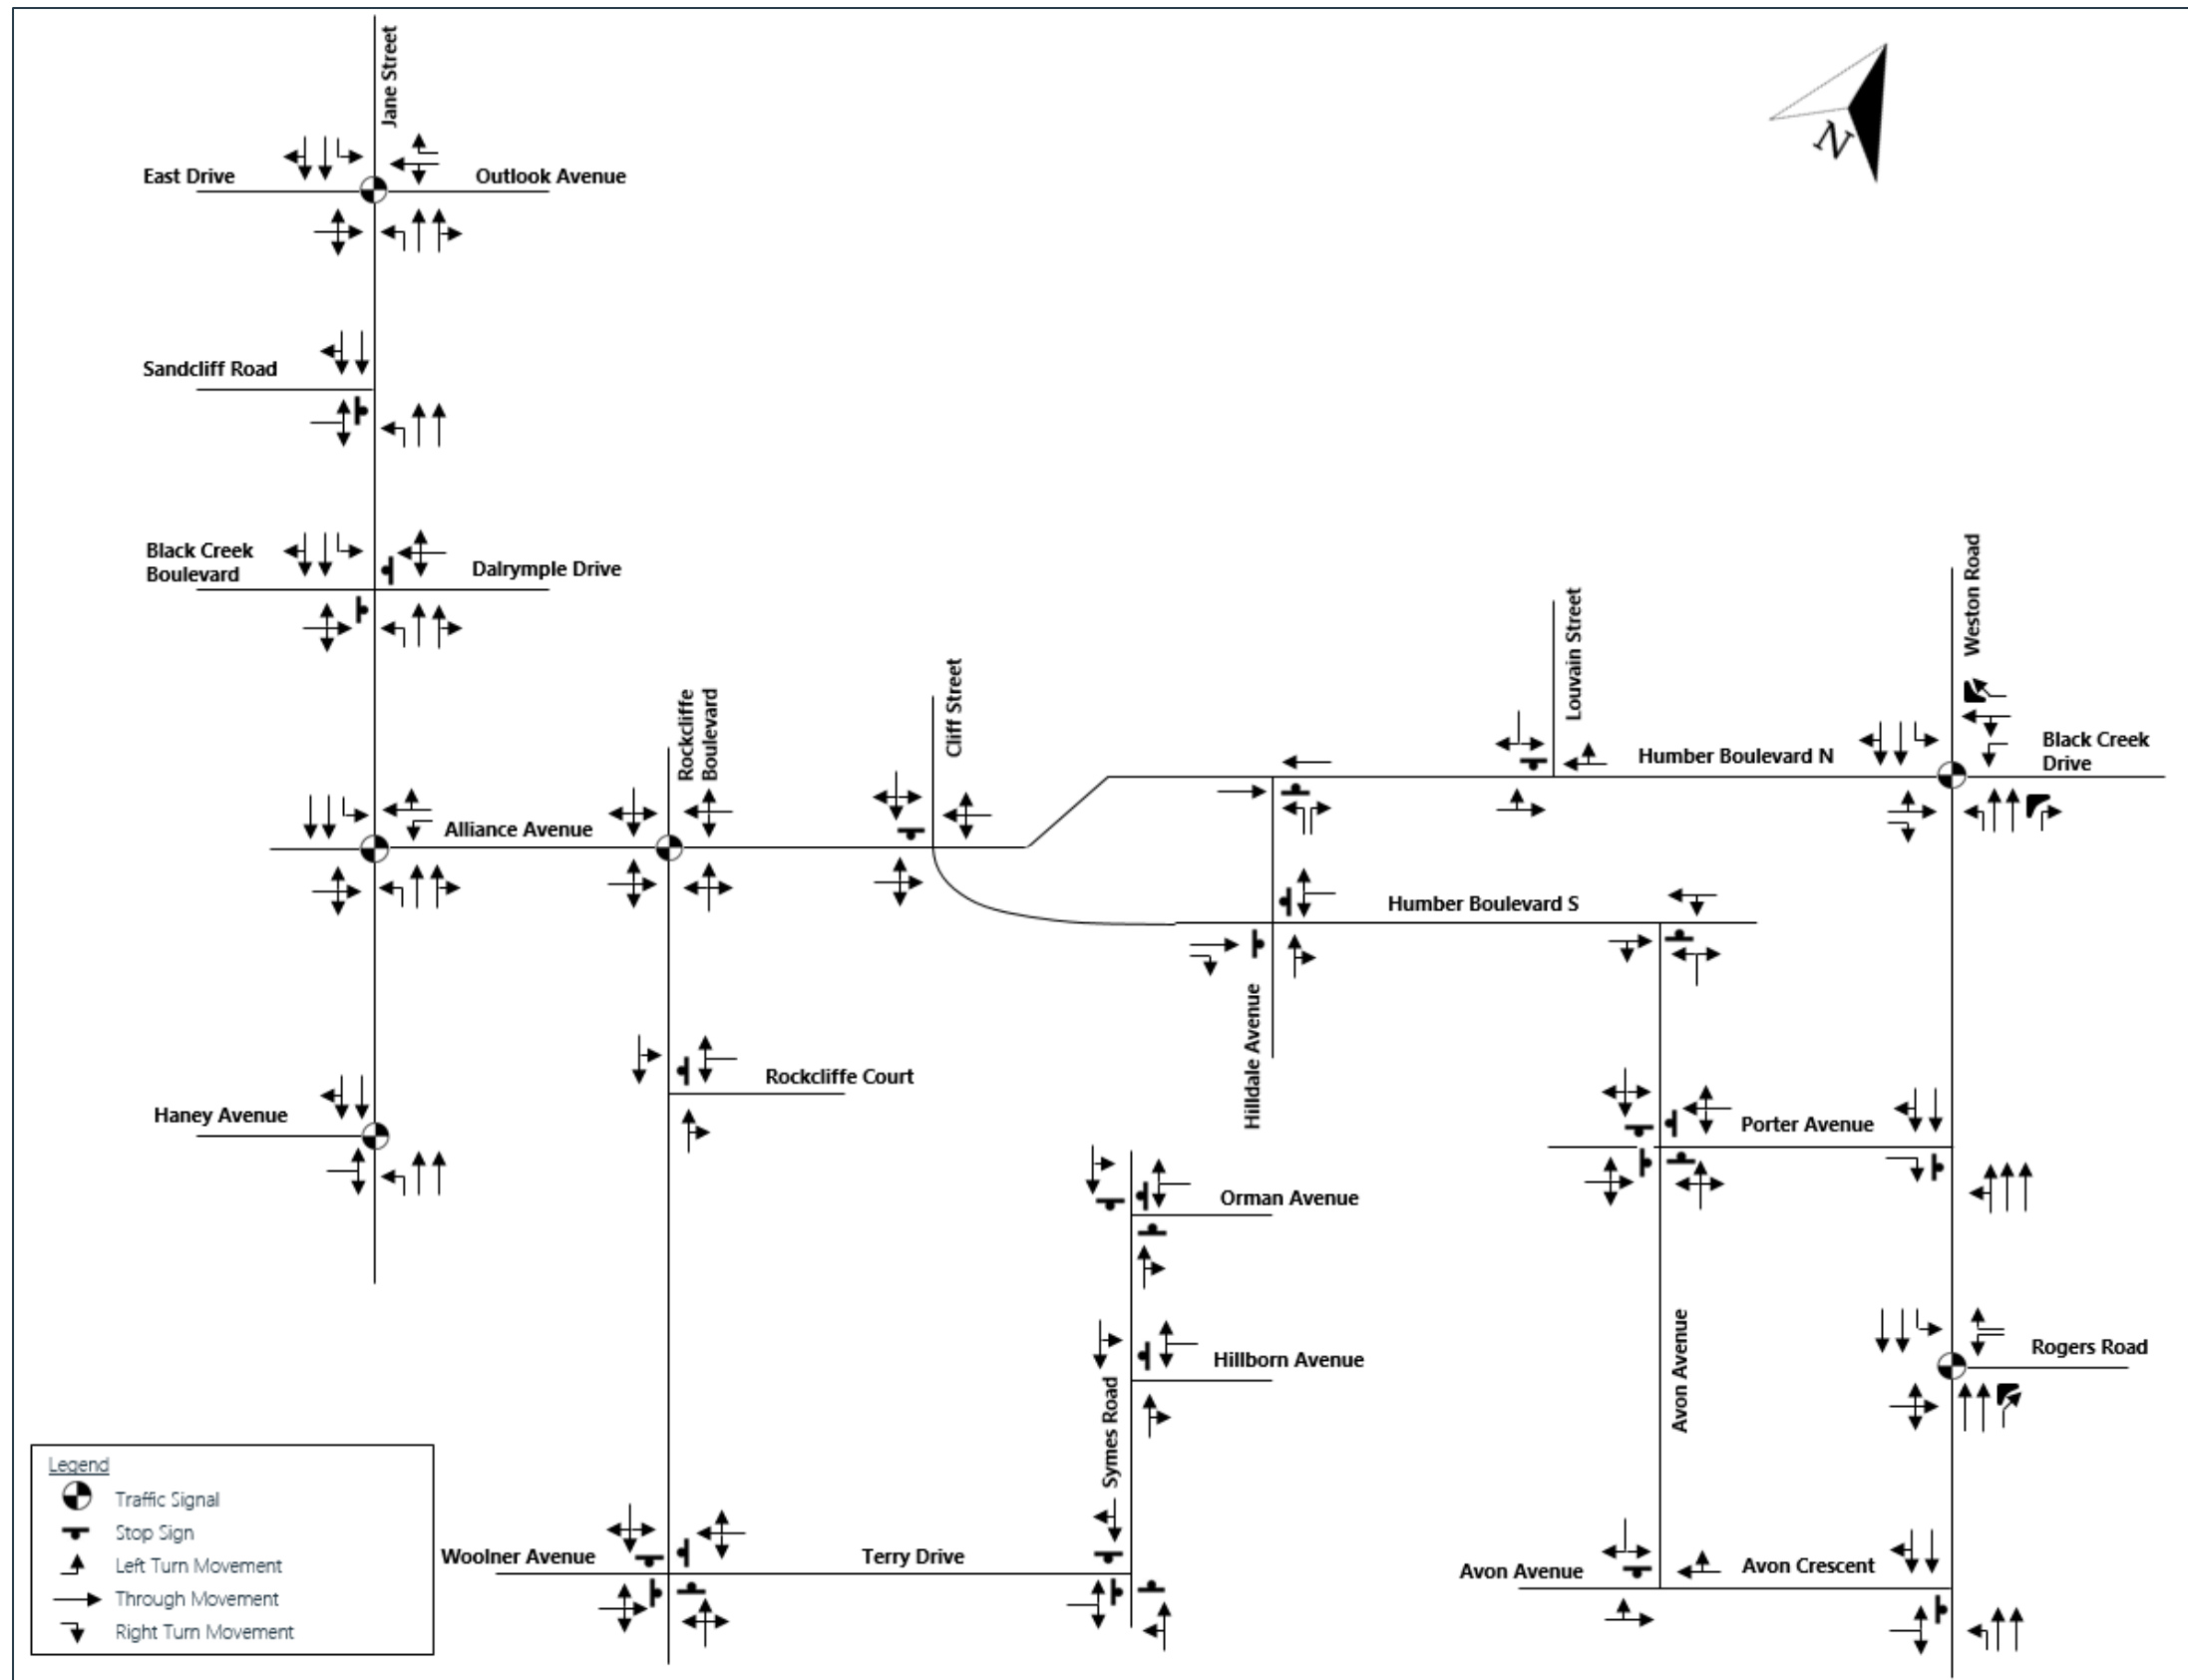 Jane Street
East Drive
Outlook Avenue
N
Sandcliff Road
Black Creek
Boulevard
Dalrymple Drive
Rockcliffe
Boulevard
Cliff Street
Louvain Street
Weston Road
Alliance Avenue
Humber Boulevard N
Black Creek
Drive
Humber Boulevard S
Hilldale Avenue
Rockcliffe Court
Haney Avenue
Porter Avenue
Orman Avenue
Hillborn Avenue
Symes Road
Avon Avenue
Rogers Road
Woolner Avenue
Terry Drive
Avon Avenue
Avon Crescent
Legend
Traffic Signal
Stop Sign
Left Turn Movement
Through Movement
Right Turn Movement